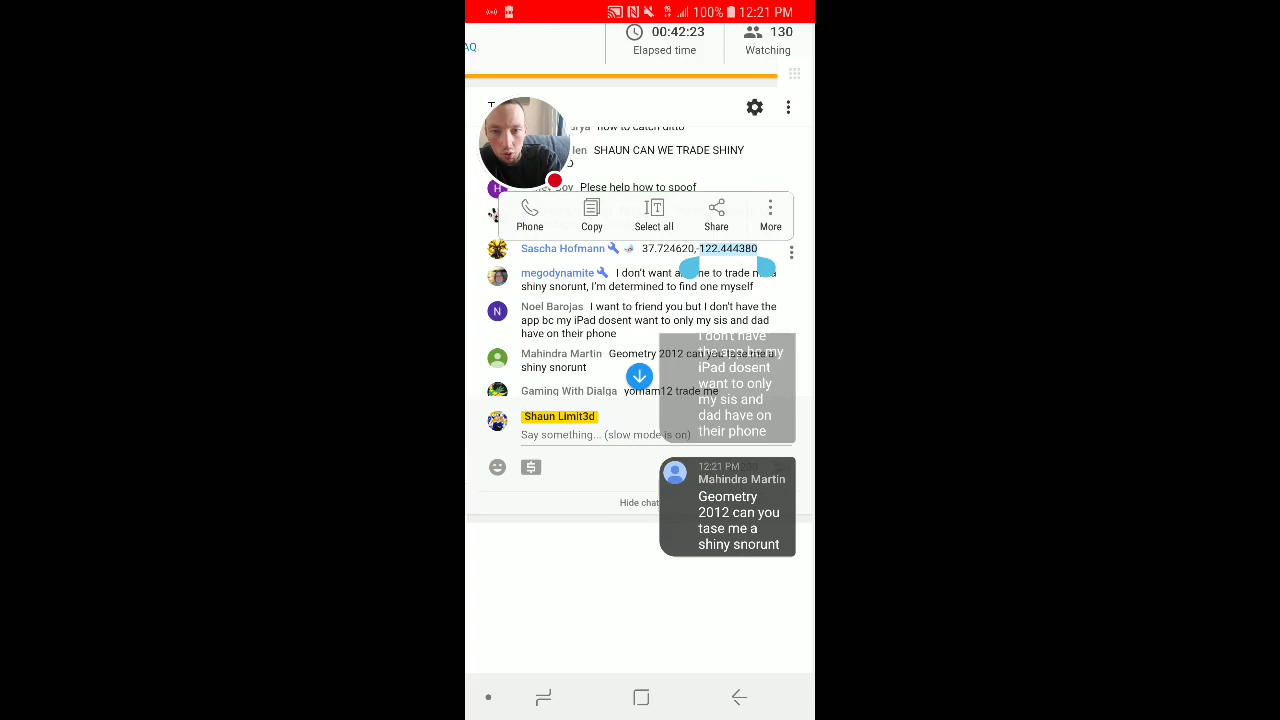 100% 12:21 PM
AQ.
00:42:23
Elapsed time
130
Watching
T
urya how to catch ditto
len SHAUN CAN WE TRADE SHINY
H
oy Plese help how to spoof
Phone
Copy
Select all
Share
More
Sascha Hofmann 37.724620,-122.444380
megodynamite I don't want a ne to trade m a
shiny snorunt, I'm determined to find one myself
N
Noel Barojas I want to friend you but I don't have the
app bc my iPad dosent want to only my sis and dad
have on their phone
Mahindra Martin Geometry 2012 can you tase me a
shiny snorunt
Gaming With Dialga yornam12 trade me
Shaun Limit3d
Say something... (slow mode is on)
Hide chat
I don't have
the app bc my
iPad dosent
want to only
my sis and
dad have on
their phone
12:21 PM
Mahindra Martin
Geometry
2012 can you
tase me a
shiny snorunt